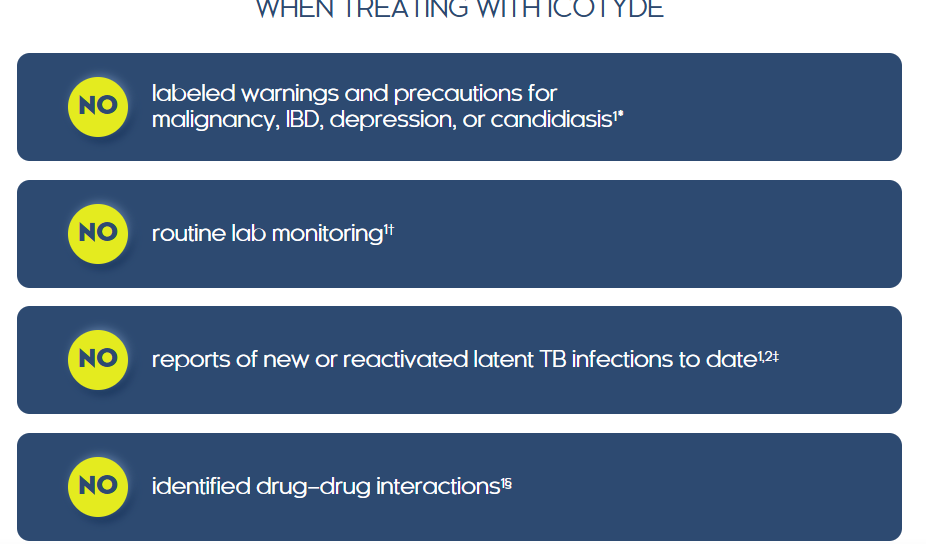 WHEN TREATING WITH ICOTYDE
NO
labeled warnings and precautions for
malignancy, IBD, depression, or candidiasis¹*
NO
routine lab monitoring¹†
NO
reports of new or reactivated latent TB infections to date¹,²‡
NO
identified drug–drug interactions¹§